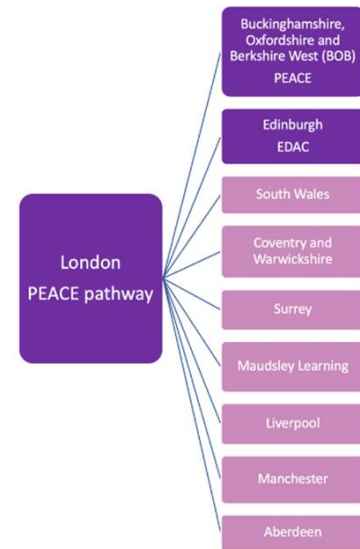 London
PEACE pathway
Buckinghamshire,
Oxfordshire and
Berkshire West (BOB)
PEACE
Edinburgh
EDAC
South Wales
Coventry and
Warwickshire
Surrey
Maudsley Learning
Liverpool
Manchester
Aberdeen